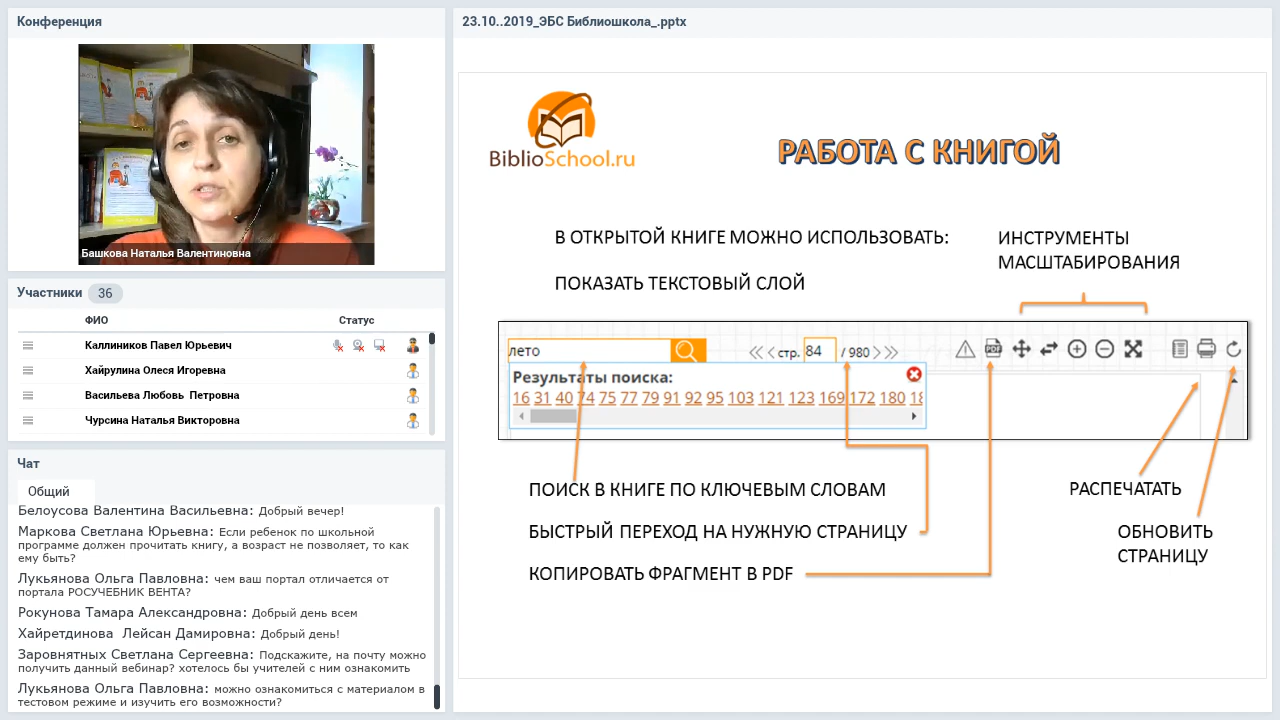 Конференция
Башкова Наталья Валентиновна
Участники 36
ФИО Статус
Каллиников Павел Юрьевич
Хайрулина Олеся Игоревна
Васильева Любовь Петровна
Чурсина Наталья Викторовна
Чат
Общий
Белоусова Валентина Васильевна: Добрый вечер!
Маркова Светлана Юрьевна: Если ребенок по школьной
программе должен прочитать книгу, а возраст не позволяет, то как
ему быть?
Лукьянова Ольга Павловна: чем ваш портал отличается от
портала РОСУЧЕБНИК ВЕНТА?
Рокунова Тамара Александровна: Добрый день всем
Хайретдинова Лейсан Дамировна: Добрый день!
Заровнятных Светлана Сергеевна: Подскажите, на почту можно
получить данный вебинар? хотелось бы учителей с ним ознакомить
Лукьянова Ольга Павловна: можно ознакомиться с материалом в
тестовом режиме и изучить его возможности?
23.10..2019_ЭБС Библиошкола_.pptx
BiblioSchool.ru
РАБОТА С КНИГОЙ
В ОТКРЫТОЙ КНИГЕ МОЖНО ИСПОЛЬЗОВАТЬ:
ПОКАЗАТЬ ТЕКСТОВЫЙ СЛОЙ
ИНСТРУМЕНТЫ
МАСШТАБИРОВАНИЯ
лето стр. 84 / 980 PDF
Результаты поиска:
16 31 40 74 75 77 79 91 92 95 103 121 123 169 172 180
ПОИСК В КНИГЕ ПО КЛЮЧЕВЫМ СЛОВАМ
БЫСТРЫЙ ПЕРЕХОД НА НУЖНУЮ СТРАНИЦУ
КОПИРОВАТЬ ФРАГМЕНТ В PDF
РАСПЕЧАТАТЬ
ОБНОВИТЬ
СТРАНИЦУ